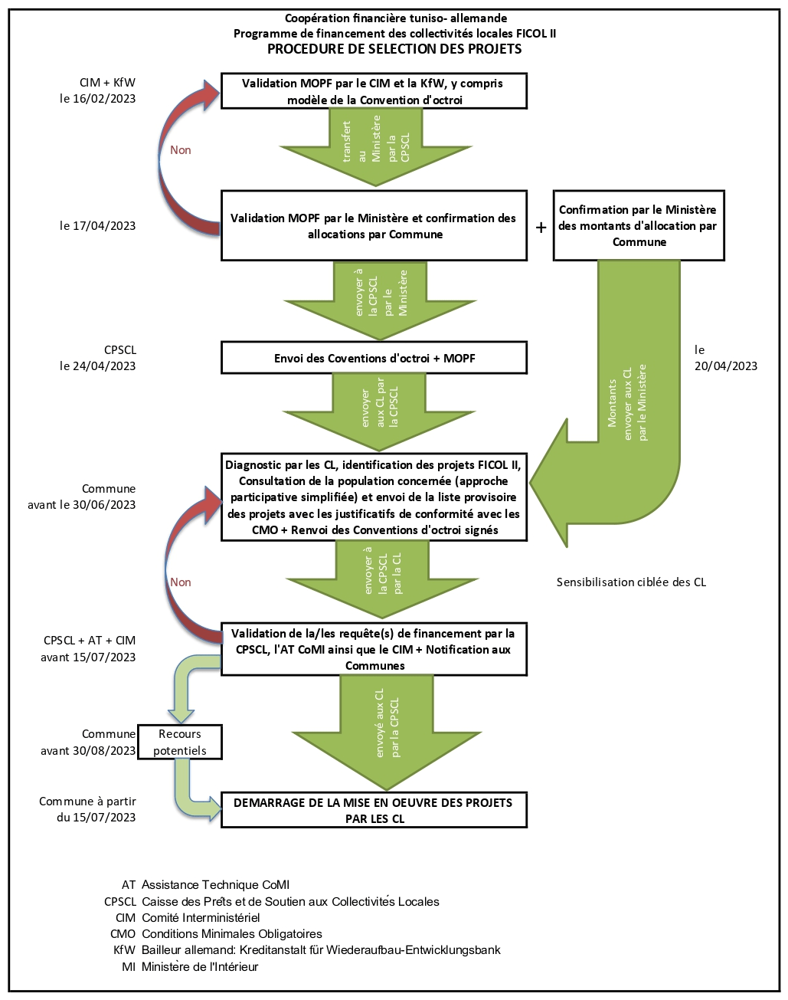 Coopération financière tuniso- allemande
Programme de financement des collectivités locales FICOL II
PROCEDURE DE SELECTION DES PROJETS
CIM + KfW
le 16/02/2023
Validation MOPF par le CIM et la KfW, y compris
modèle de la Convention d'octroi
transfert
au
Ministère
par la
CPSCL
Non
le 17/04/2023
Validation MOPF par le Ministère et confirmation des
allocations par Commune
+
Confirmation par le Ministère
des montants d'allocation par
Commune
envoyer à
la CPSCL
par le
Ministère
CPSCL
le 24/04/2023
Envoi des Coventions d'octroi + MOPF
le
20/04/2023
Montants
envoyer aux CL
par le Ministère
envoyer
aux CL par
la CPSCL
Commune
avant le 30/06/2023
Diagnostic par les CL, identification des projets FICOL II,
Consultation de la population concernée (approche
participative simplifiée) et envoi de la liste provisoire
des projets avec les justificatifs de conformité avec les
CMO + Renvoi des Conventions d'octroi signés
envoyer à
la CPSCL
par la CL
Non
Sensibilisation ciblée des CL
CPSCL + AT + CIM
avant 15/07/2023
Validation de la/les requête(s) de financement par la
CPSCL, l'AT CoMI ainsi que le CIM + Notification aux
Communes
envoyé aux CL
par la CPSCL
Commune
avant 30/08/2023
Recours
potentiels
Commune à partir
du 15/07/2023
DEMARRAGE DE LA MISE EN OEUVRE DES PROJETS
PAR LES CL
AT Assistance Technique CoMI
CPSCL Caisse des Prêts et de Soutien aux Collectivités Locales
CIM Comité Interministériel
CMO Conditions Minimales Obligatoires
KfW Bailleur allemand: Kreditanstalt für Wiederaufbau-Entwicklungsbank
MI Ministère de l'Intérieur